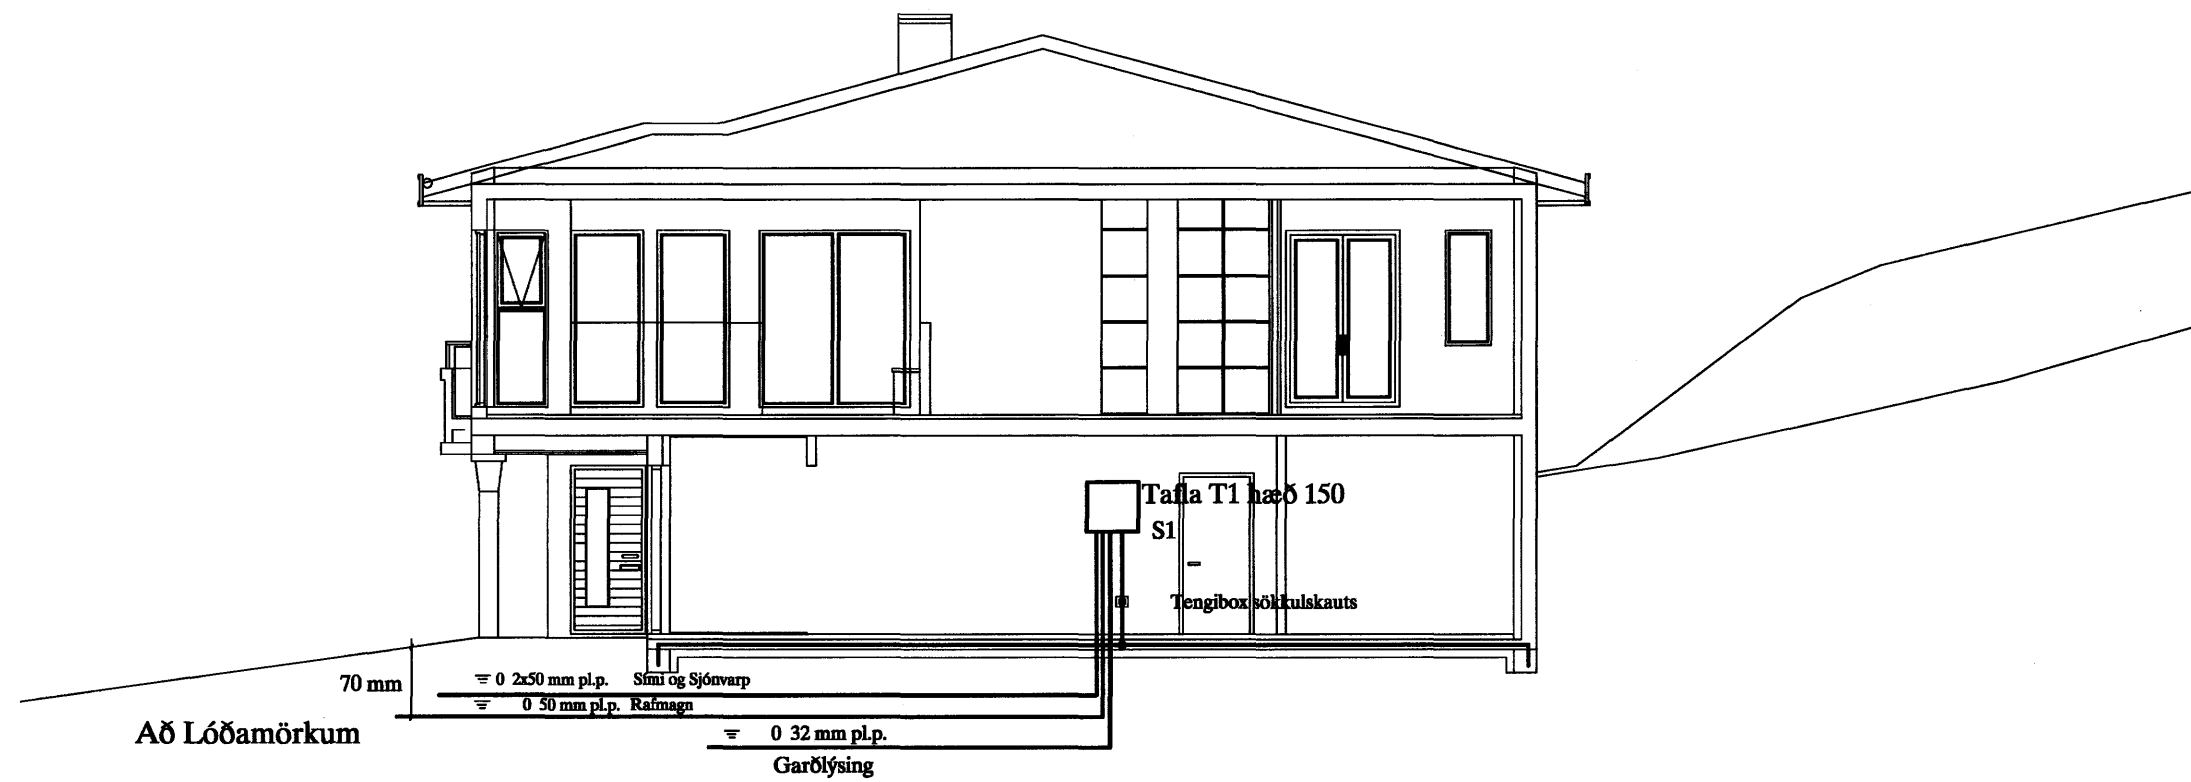 Tafla T1 hæð 150
S1
Tengibox sökkulskauts
70 mm
0 2x50 mm pl.p. Sími og Sjónvarp
0 50 mm pl.p. Rafmagn
Að Lóðamörkum
0 32 mm pl.p.
Garðlýsing